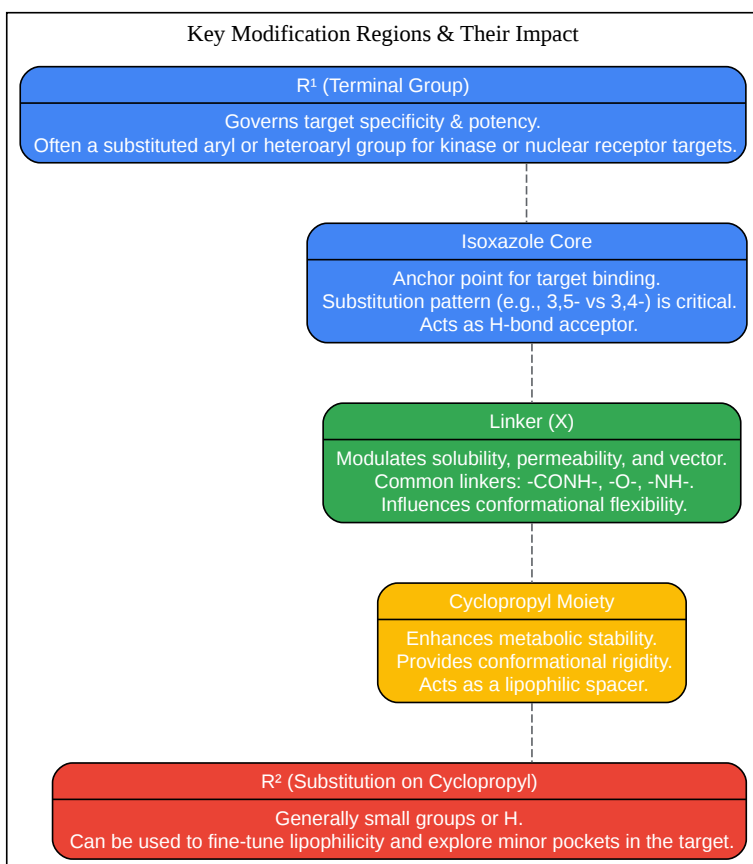 Key Modification Regions & Their Impact
R¹ (Terminal Group)
Governs target specificity & potency.
Often a substituted aryl or heteroaryl group for kinase or nuclear receptor targets.
Isoxazole Core
Anchor point for target binding.
Substitution pattern (e.g., 3,5- vs 3,4-) is critical.
Acts as H-bond acceptor.
Linker (X)
Modulates solubility, permeability, and vector.
Common linkers: -CONH-, -O-, -NH-.
Influences conformational flexibility.
Cyclopropyl Moiety
Enhances metabolic stability.
Provides conformational rigidity.
Acts as a lipophilic spacer.
R² (Substitution on Cyclopropyl)
Generally small groups or H.
Can be used to fine-tune lipophilicity and explore minor pockets in the target.